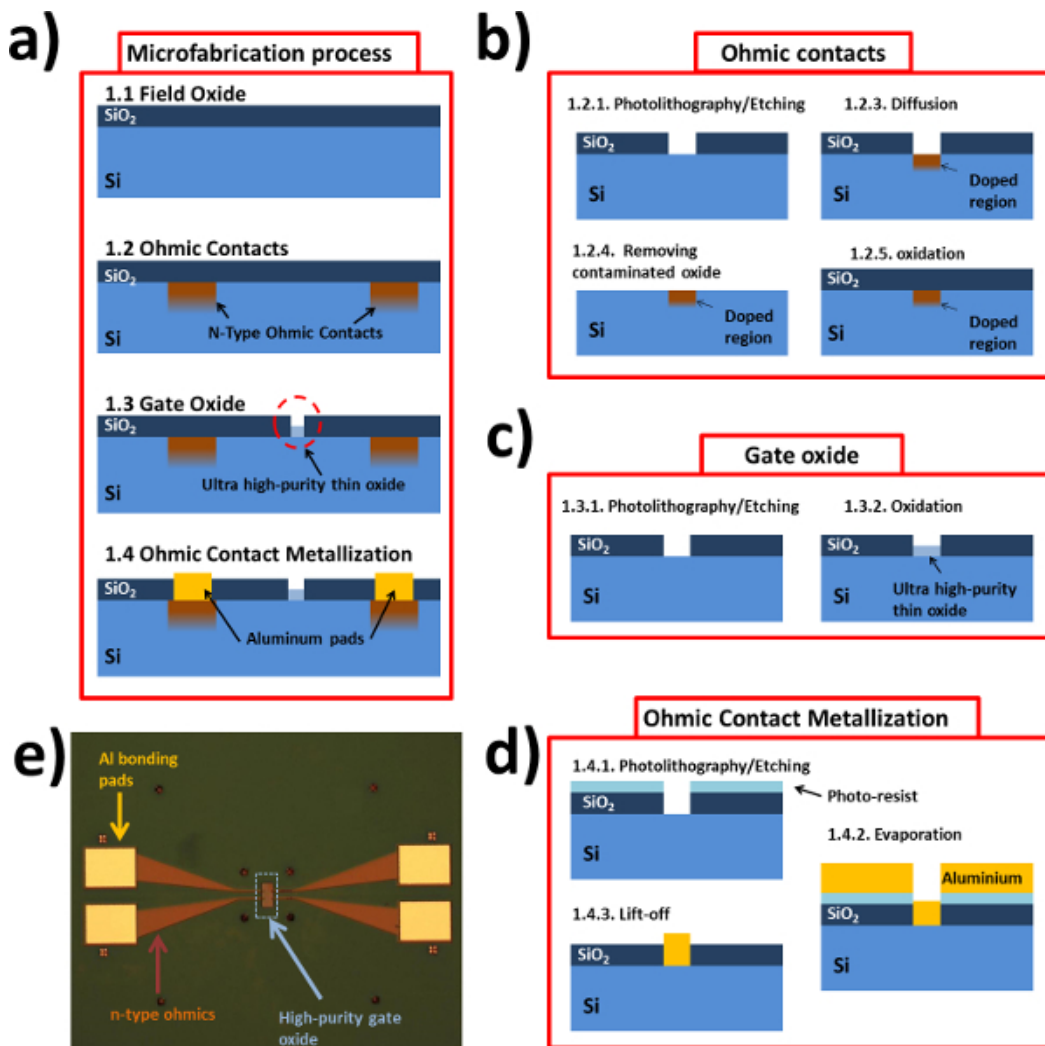 a)
Microfabrication process
1.1 Field Oxide
SiO₂
Si
1.2 Ohmic Contacts
SiO₂
N-Type Ohmic Contacts
Si
1.3 Gate Oxide
SiO₂
Ultra high-purity thin oxide
Si
1.4 Ohmic Contact Metallization
SiO₂
Aluminum pads
Si
b)
Ohmic contacts
1.2.1. Photolithography/Etching
SiO₂
Si
1.2.3. Diffusion
SiO₂
Si
Doped
region
1.2.4. Removing
contaminated oxide
Si
Doped
region
1.2.5. oxidation
SiO₂
Si
Doped
region
c)
Gate oxide
1.3.1. Photolithography/Etching
SiO₂
Si
1.3.2. Oxidation
SiO₂
Si
Ultra high-purity
thin oxide
d)
Ohmic Contact Metallization
1.4.1. Photolithography/Etching
Photo-resist
SiO₂
Si
1.4.2. Evaporation
Aluminium
SiO₂
Si
1.4.3. Lift-off
SiO₂
Si
e)
Al bonding
pads
n-type ohmics
High-purity gate
oxide